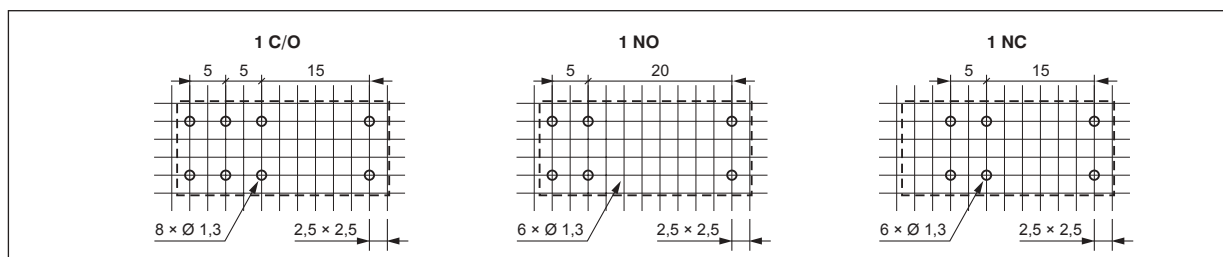 1 C/O
5 5 15
8 × Ø 1,3
2,5 × 2,5
1 NO
5 20
6 × Ø 1,3
2,5 × 2,5
1 NC
5 15
6 × Ø 1,3
2,5 × 2,5